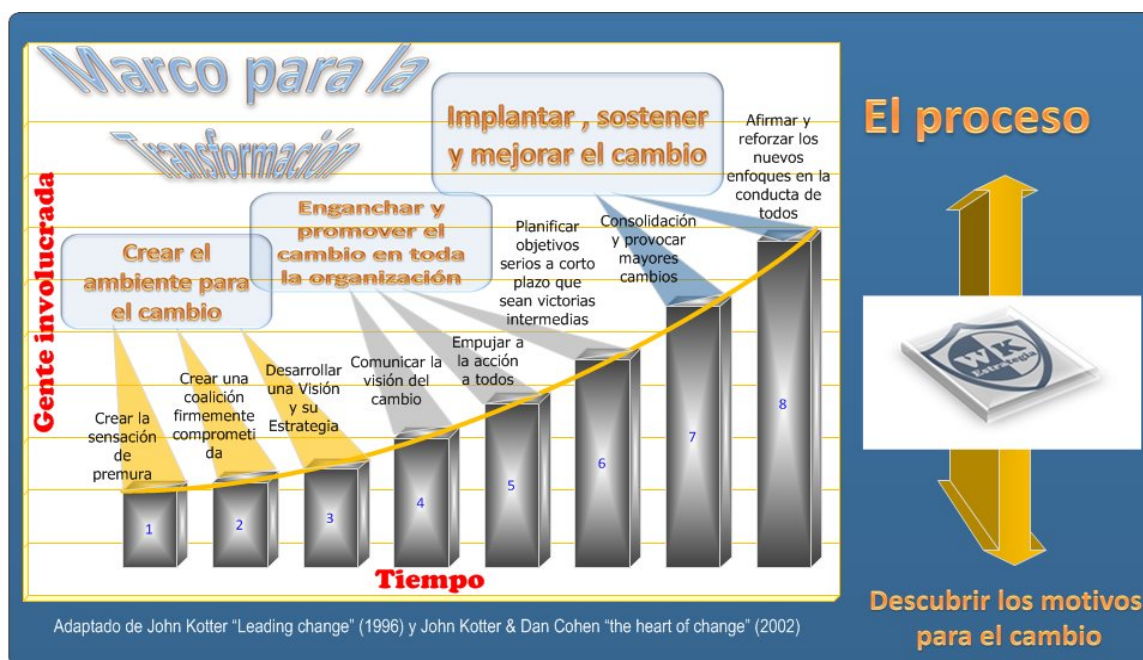 Marco para la
Transformación
Gente involucrada
Crear el
ambiente para
el cambio
Enganchar y
promover el
cambio en toda
la organización
Implantar , sostener
y mejorar el cambio
Crear la
sensación
de
premura
Crear una
coalición
firmemente
comprometi
da
Desarrollar
una Visión
y su
Estrategia
Comunicar la
visión del
cambio
Empujar a
la acción
a todos
Planificar
objetivos
serios a corto
plazo que
sean victorias
intermedias
Consolidación
y provocar
mayores
cambios
Afirmar y
reforzar los
nuevos
enfoques en la
conducta de
todos
1
2
3
4
5
6
7
8
Tiempo
Adaptado de John Kotter “Leading change” (1996) y John Kotter & Dan Cohen “the heart of change” (2002)
El proceso
WK
Estrategia
Descubrir los motivos
para el cambio